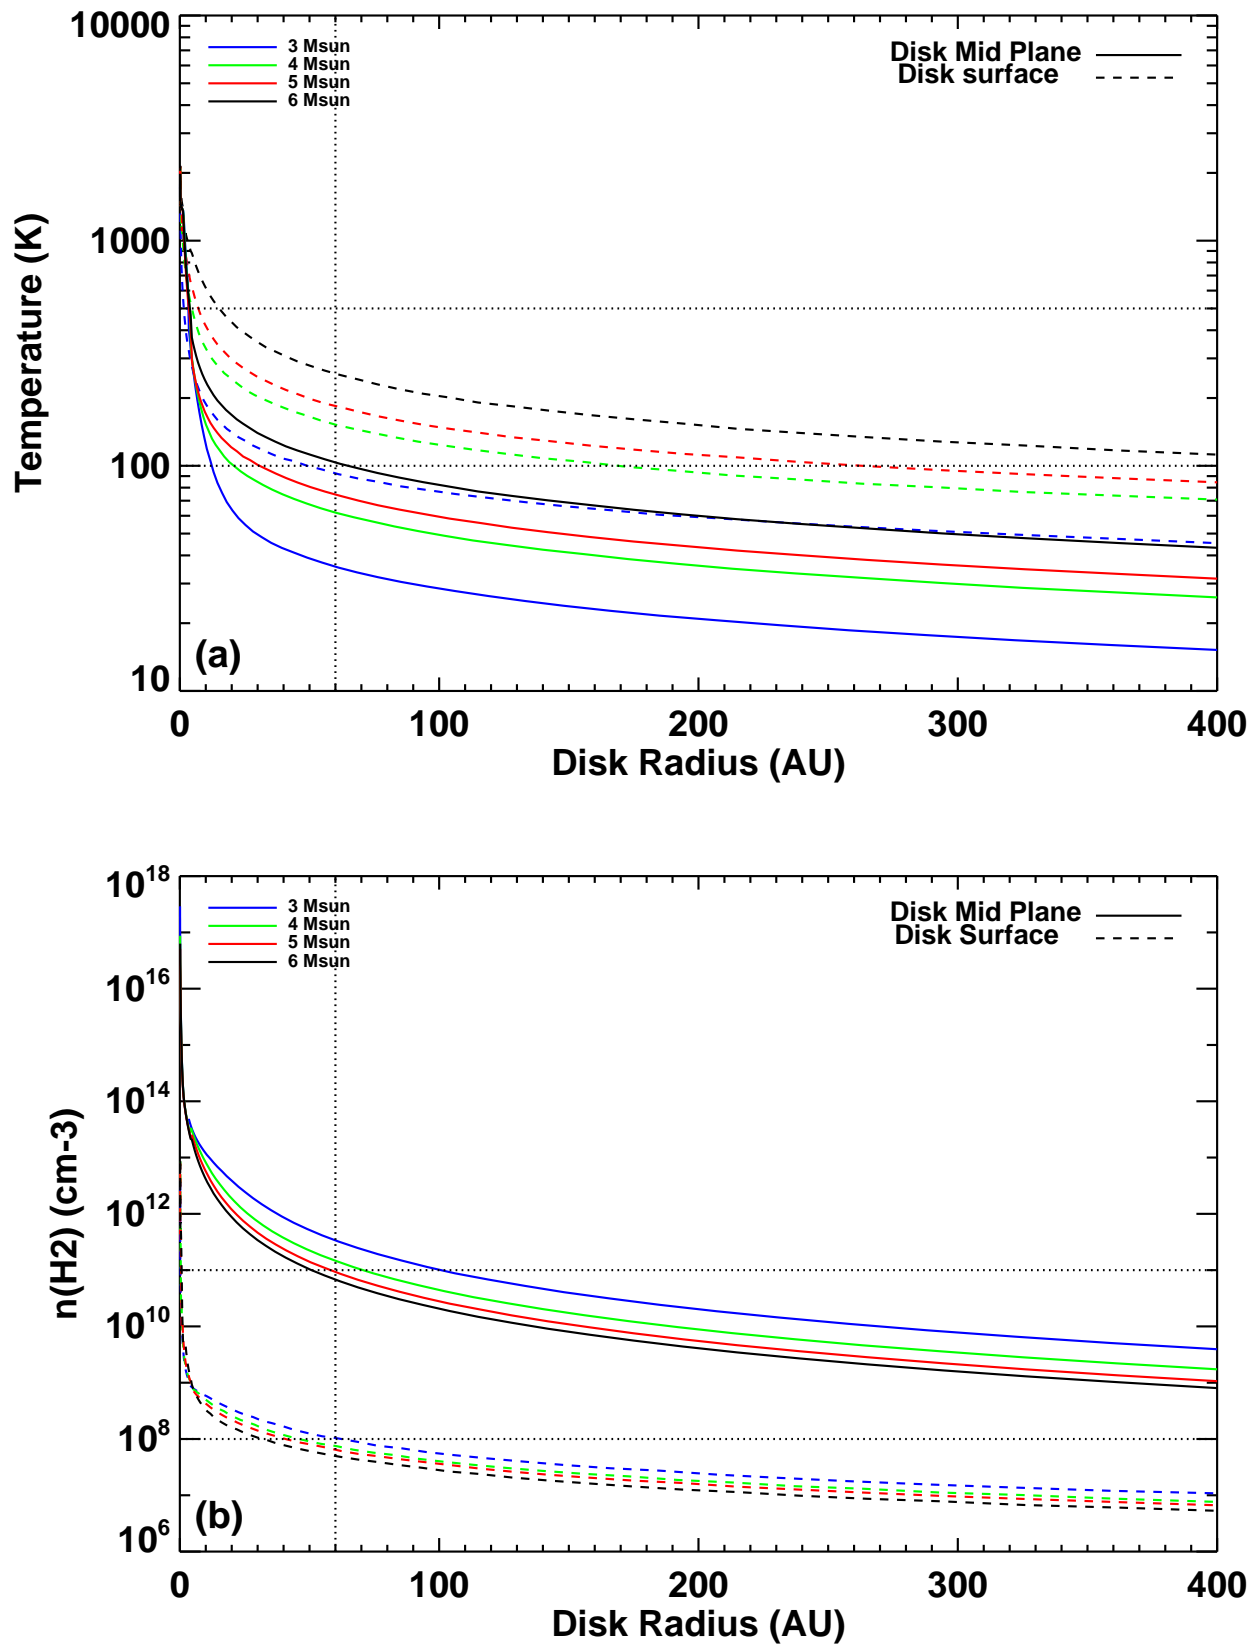 10000
3 Msun
4 Msun
5 Msun
6 Msun
Disk Mid Plane
Disk surface
1000
100
10
Temperature (K)
(a)
0 100 200 300 400
Disk Radius (AU)
10^18
3 Msun
4 Msun
5 Msun
6 Msun
Disk Mid Plane
Disk Surface
10^16
10^14
10^12
10^10
10^8
10^6
n(H2) (cm-3)
(b)
0 100 200 300 400
Disk Radius (AU)